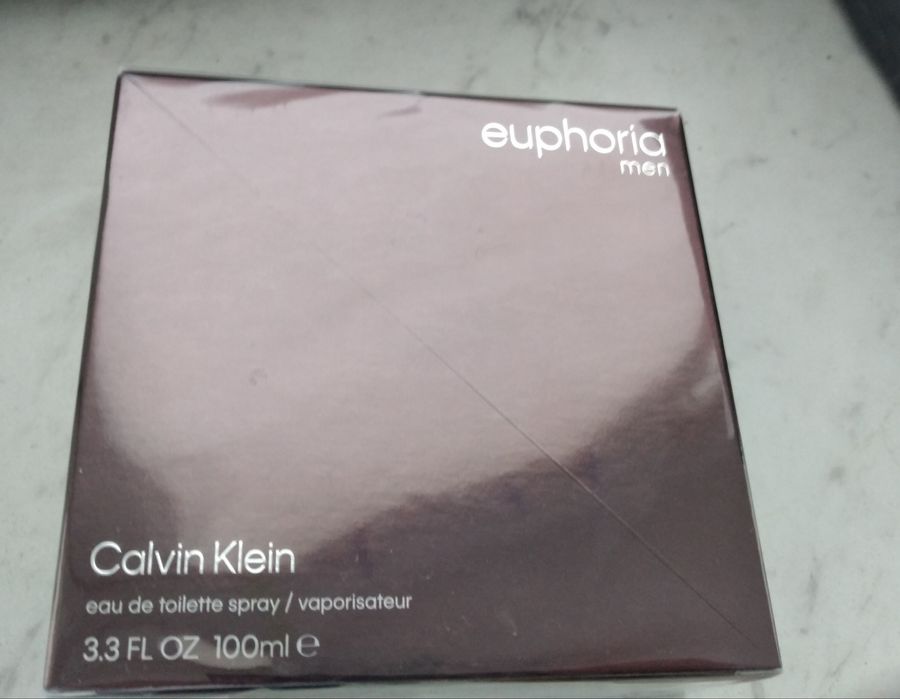 euphoria
men
Calvin Klein
eau de toilette spray / vaporisateur
3.3 FL OZ 100ml ℮